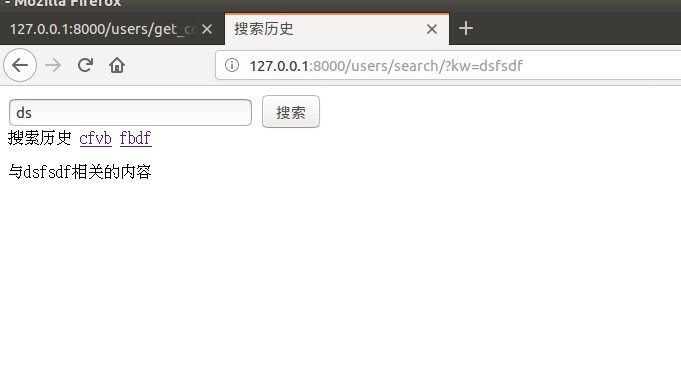 - Mozilla Firefox
127.0.0.1:8000/users/get_co
搜索历史
127.0.0.1:8000/users/search/?kw=dsfsdf
ds 搜索
搜索历史 cfvb fbdf
与dsfsdf相关的内容